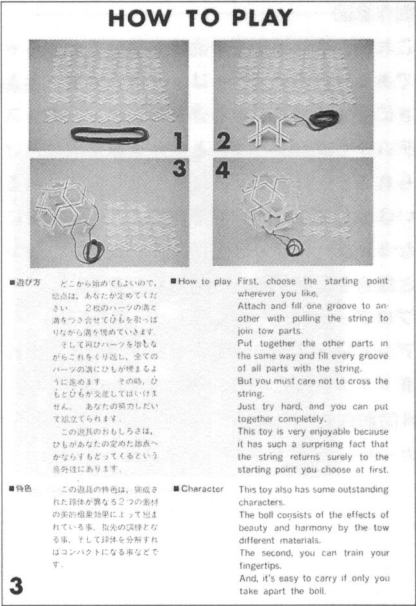 HOW TO PLAY
1
2
3
4
■遊び方
どこから始めてもよいので、
始点は、あなたが定めてくだ
さい。 2枚のパーツの溝と
溝をつき合せてひもを引っぱ
りながら溝を埋めていきます。
そして再びパーツを増しな
がらこれをくり返し、全ての
パーツの溝にひもが埋まるよ
うに進めます。 その時、ひ
もとひもが交差してはいけま
せん。 あなたの努力しだい
で組立てられます。
この遊具のおもしろさは、
ひもがあなたの定めた始点へ
かならずもどってくるという
意外性にあります。
■How to play
First, choose the starting point
wherever you like.
Attach and fill one groove to an-
other with pulling the string to
join tow parts.
Put together the other parts in
the same way and fill every groove
of all parts with the string.
But you must care not to cross the
string.
Just try hard, and you can put
together completely.
This toy is very enjoyable because
it has such a surprising fact that
the string returns surely to the
starting point you choose at first.
■特色
この遊具の特色は、完成さ
れた球体が異なる2つの素材
の美的相乗効果によって包ま
れている事、指先の訓練とな
る事、そして球体を分解すれ
ばコンパクトになる事などで
す。
■Character
This toy also has some outstanding
characters.
The boll consists of the effects of
beauty and harmony by the tow
different materials.
The second, you can train your
fingertips.
And, it's easy to carry if only you
take apart the boll.
3